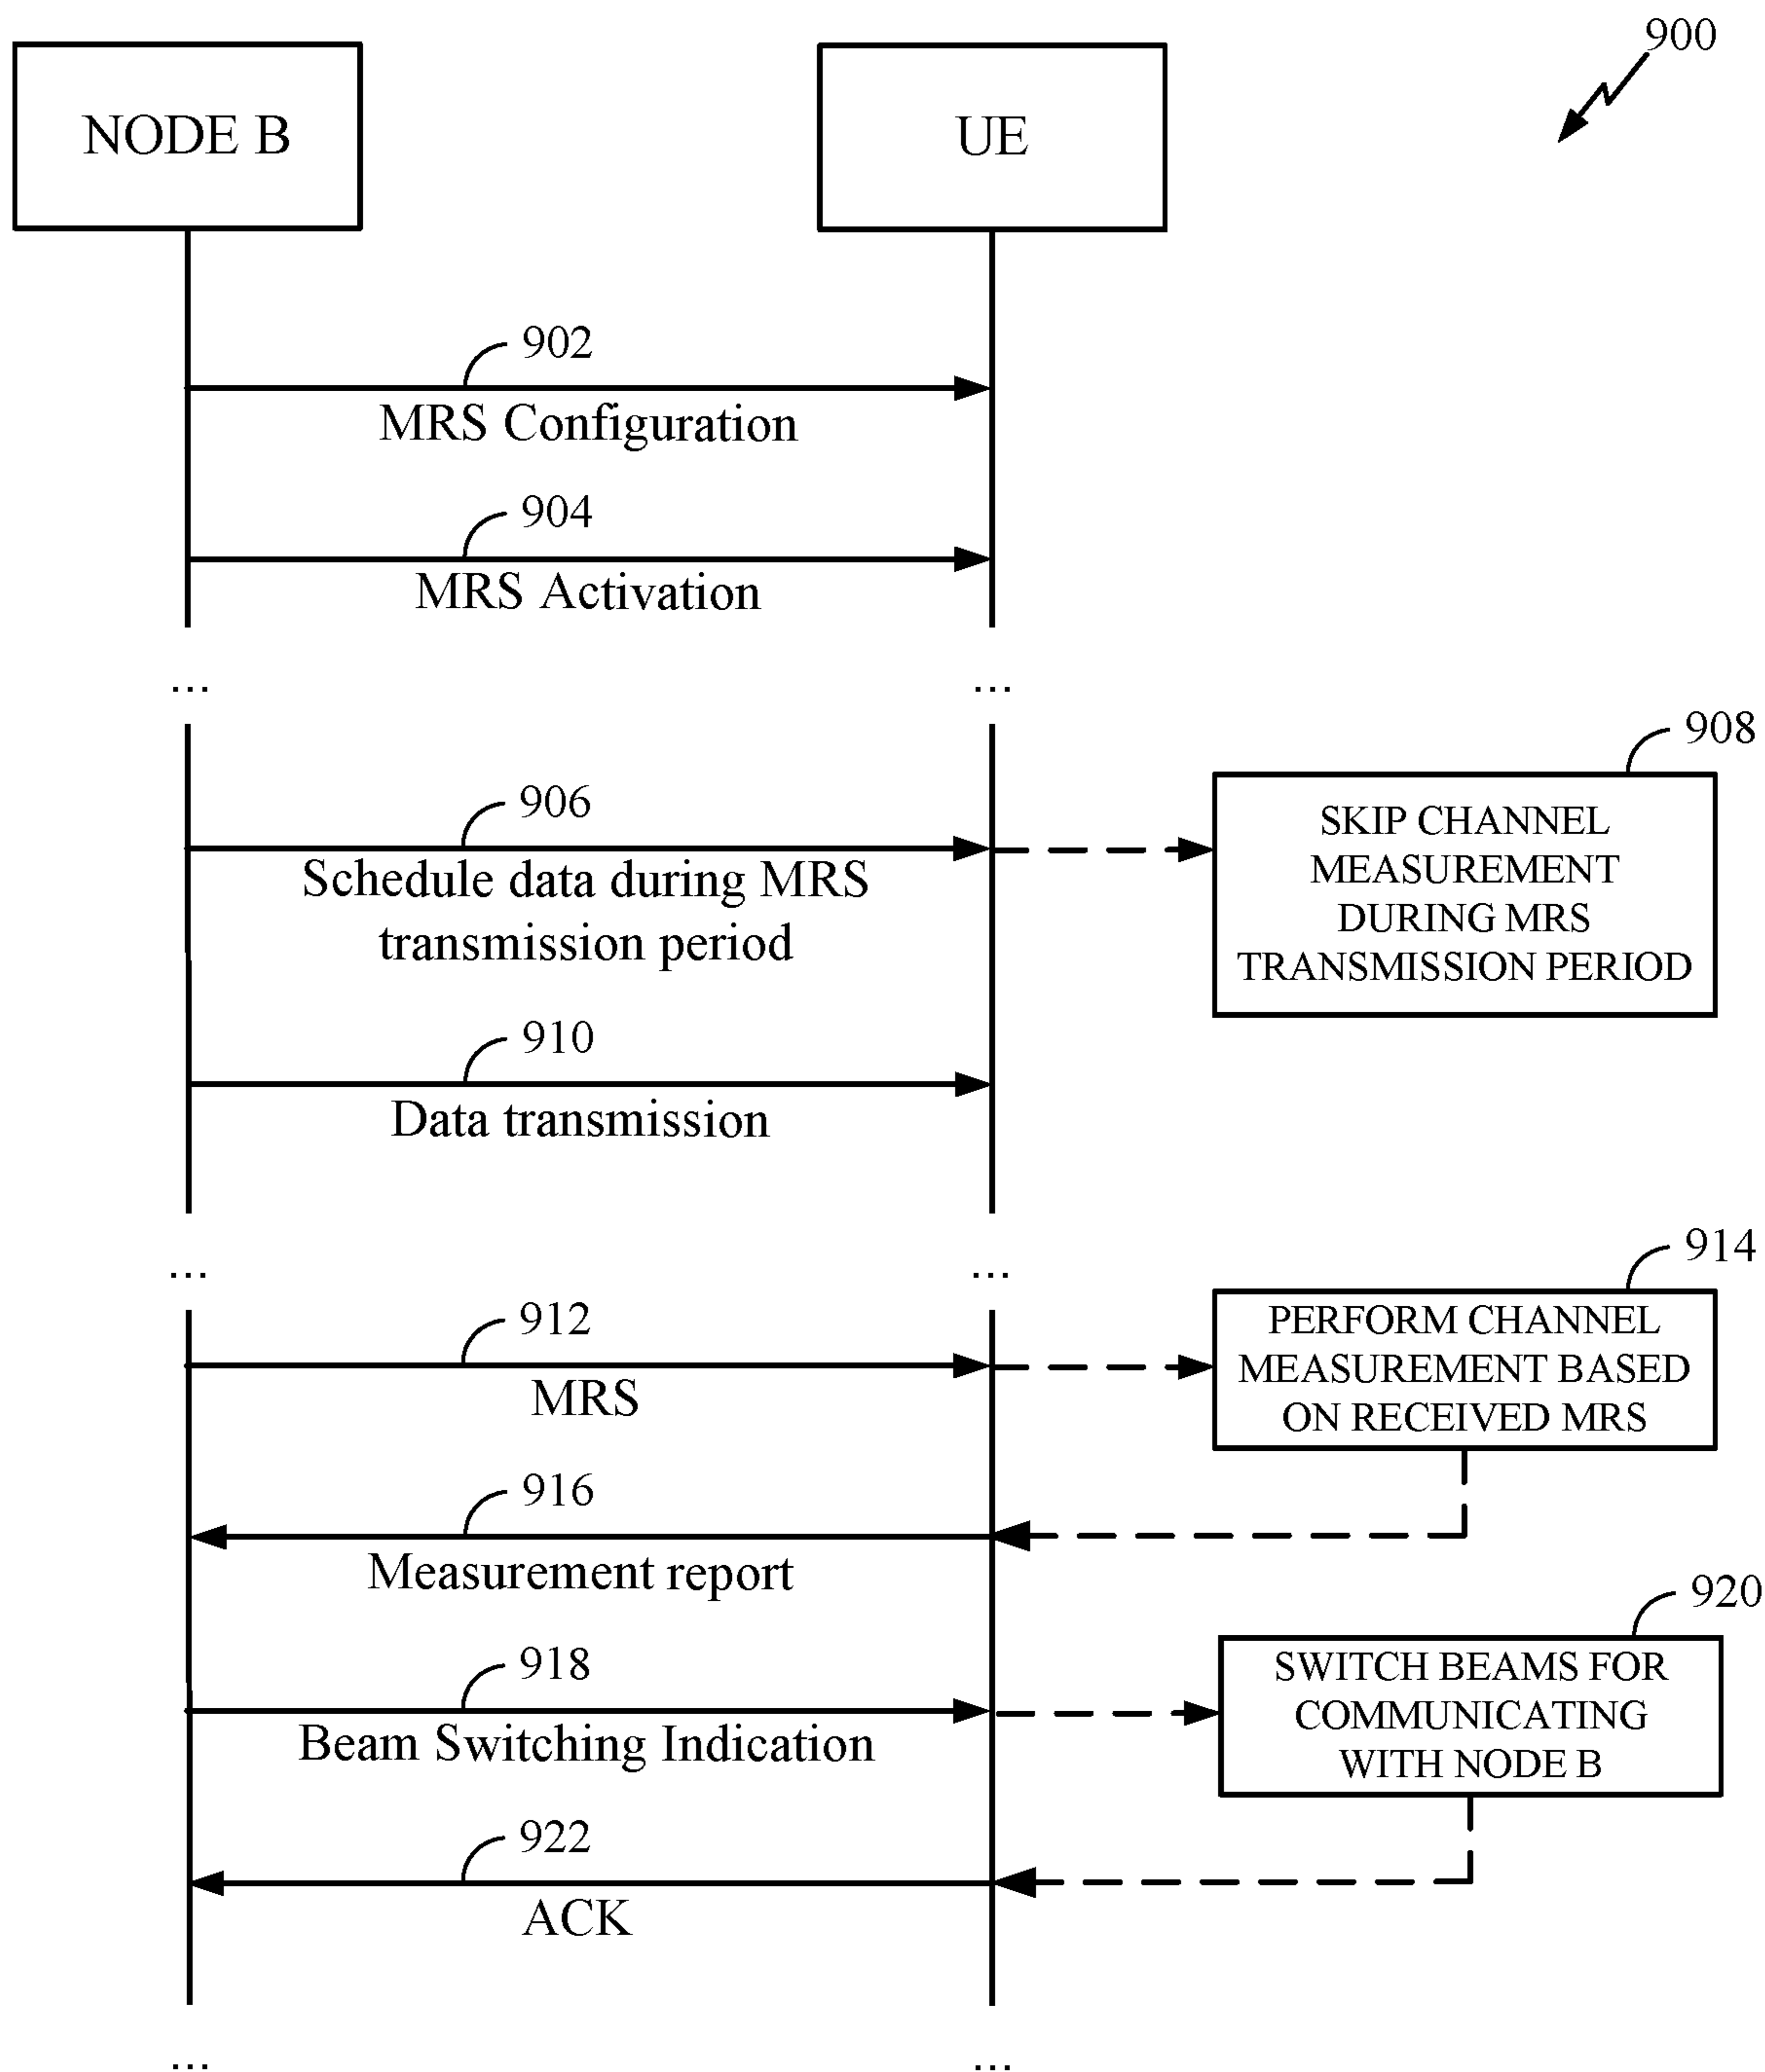 900
NODE B
UE
902
MRS Configuration
904
MRS Activation
...
...
906
Schedule data during MRS
transmission period
908
SKIP CHANNEL
MEASUREMENT
DURING MRS
TRANSMISSION PERIOD
910
Data transmission
...
...
912
MRS
914
PERFORM CHANNEL
MEASUREMENT BASED
ON RECEIVED MRS
916
Measurement report
918
Beam Switching Indication
920
SWITCH BEAMS FOR
COMMUNICATING
WITH NODE B
922
ACK
...
...